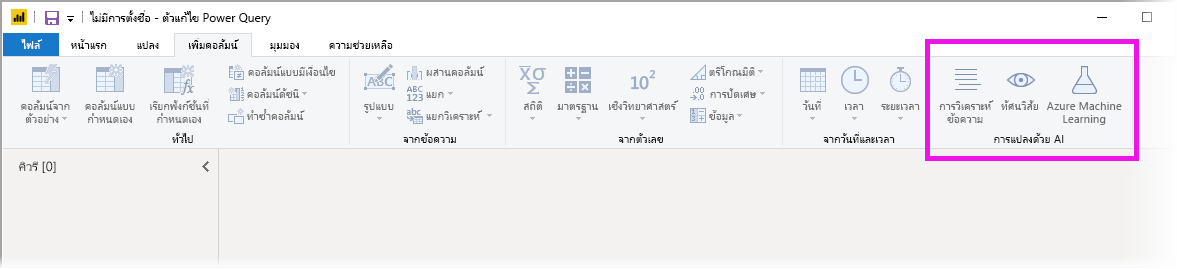 ไม่มีการตั้งชื่อ - ตัวแก้ไข Power Query
ไฟล์ หน้าแรก แปลง เพิ่มคอลัมน์ มุมมอง ความช่วยเหลือ
คอลัมน์จาก
ตัวอย่าง
คอลัมน์แบบ
กำหนดเอง
เรียกฟังก์ชันที่
กำหนดเอง
คอลัมน์แบบมีเงื่อนไข
คอลัมน์ดัชนี
ทำซ้ำคอลัมน์
ทั่วไป
รูปแบบ
ผสานคอลัมน์
แยก
แยกวิเคราะห์
จากข้อความ
สถิติ
มาตรฐาน
เชิงวิทยาศาสตร์
ตรีโกณมิติ
การปัดเศษ
ข้อมูล
จากตัวเลข
วันที่
เวลา
ระยะเวลา
จากวันที่และเวลา
การวิเคราะห์
ข้อความ
ทัศนวิสัย
Azure Machine
Learning
การแปลงด้วย AI
คิวรี [0]